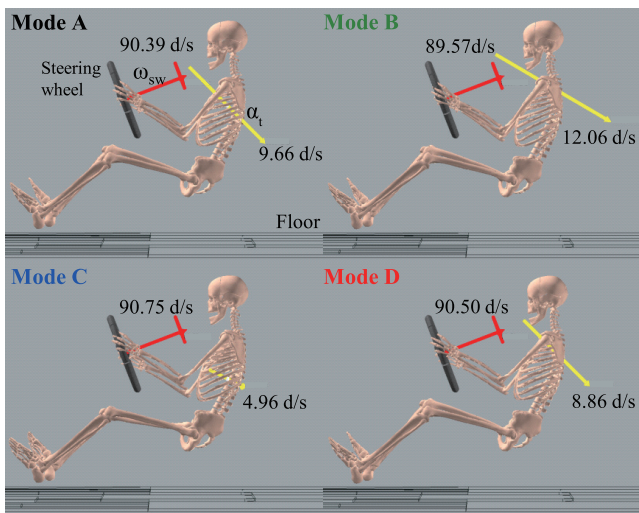 Mode A
90.39 d/s
Steering
wheel
ωsw
αt
9.66 d/s
Floor
Mode B
89.57d/s
12.06 d/s
Mode C
90.75 d/s
4.96 d/s
Mode D
90.50 d/s
8.86 d/s